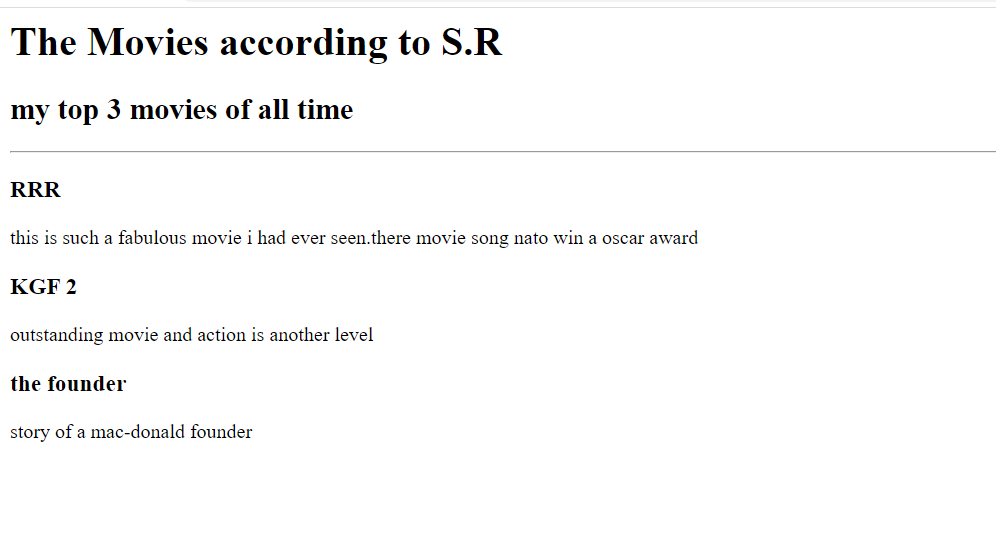 The Movies according to S.R
my top 3 movies of all time
RRR
this is such a fabulous movie i had ever seen.there movie song nato win a oscar award
KGF 2
outstanding movie and action is another level
the founder
story of a mac-donald founder